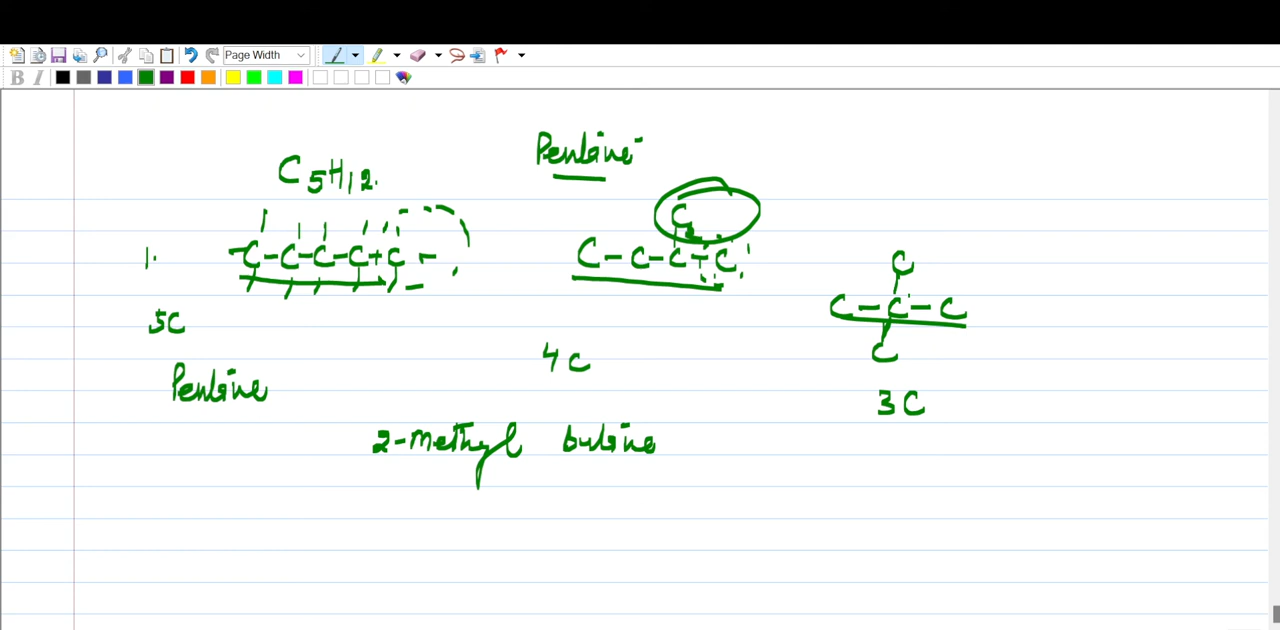 Page Width
B I
Pentane
C5H12.
C
1. -C-C-C-C-C-
C-C-C-C
C
C-C-C
C
5C
4C
3C
Pentane
2-methyl butane